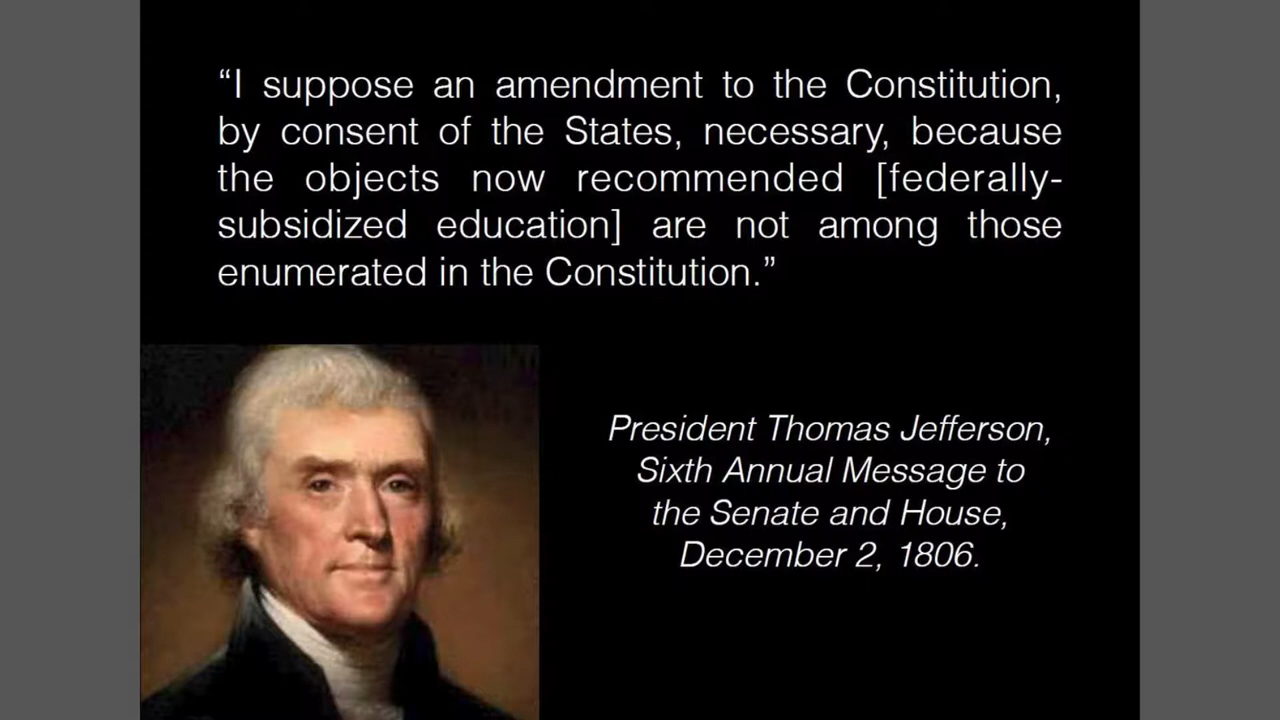 “I suppose an amendment to the Constitution,
by consent of the States, necessary, because
the objects now recommended [federally-
subsidized education] are not among those
enumerated in the Constitution.”
President Thomas Jefferson,
Sixth Annual Message to
the Senate and House,
December 2, 1806.